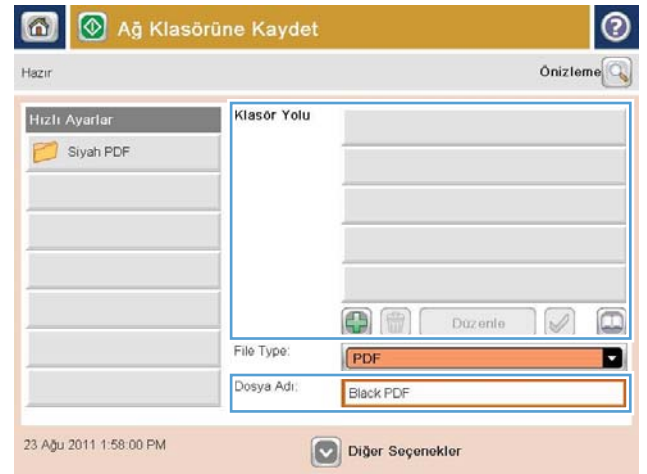 Ağ Klasörüne Kaydet
?
Hazır
Önizleme
Hızlı Ayarlar
Siyah PDF
Klasör Yolu
Düzenle
File Type:
PDF
Dosya Adı:
Black PDF
23 Ağu 2011 1:58:00 PM
Diğer Seçenekler